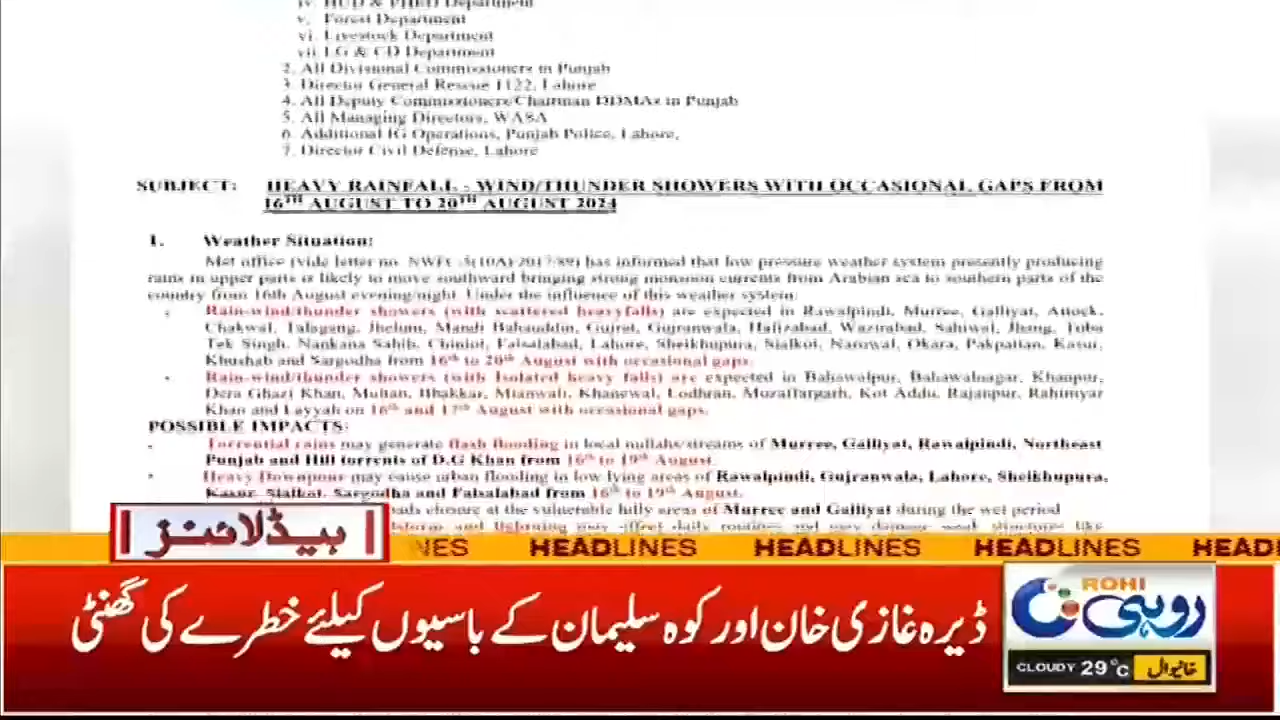 iv. HUD & PHED Department
v. Forest Department
vi. Livestock Department
vii. LG & CD Department
2. All Divisional Commissioners in Punjab
3. Director General Rescue 1122, Lahore
4. All Deputy Commissioners/Chairman DDMAs in Punjab
5. All Managing Directors, WASA
6. Additional IG Operations, Punjab Police, Lahore,
7. Director Civil Defense, Lahore
SUBJECT: HEAVY RAINFALL - WIND/THUNDER SHOWERS WITH OCCASIONAL GAPS FROM
16TH AUGUST TO 20TH AUGUST 2024
1. Weather Situation:
Met office (vide letter no. has informed that low pressure weather system presently producing
rains in upper parts is likely to move southward bringing strong monsoon currents from Arabian sea to southern parts of the
country from 16th August evening/night. Under the influence of this weather system:
Rain-wind/thunder showers (with scattered heavyfalls) are expected in Rawalpindi, Murree, Galliyat, Attock,
Chakwal, Talagang, Jhelum, Mandi Bahauddin, Gujrat, Gujranwala, Hafizabad, Wazirabad, Sahiwal, Jhang, Toba
Tek Singh, Nankana Sahib, Chiniot, Faisalabad, Lahore, Sheikhupura, Sialkot, Narowal, Okara, Pakpattan, Kasur,
Khushab and Sargodha from 16th to 20th August with occasional gaps.
Rain-wind/thunder showers (with Isolated heavy falls) are expected in Bahawalpur, Bahawalnagar, Khanpur,
Dera Ghazi Khan, Multan, Bhakkar, Mianwali, Khanewal, Lodhran, Muzaffargarh, Kot Addu, Rajanpur, Rahimyar
Khan and Layyah on 16th and 17th August with occasional gaps.
POSSIBLE IMPACTS:
Torrential rains may generate flash flooding in local nullahs/streams of Murree, Galliyat, Rawalpindi, Northeast
Punjab and Hill torrents of D.G Khan from 16th to 19th August.
Heavy Downpour may cause urban flooding in low lying areas of Rawalpindi, Gujranwala, Lahore, Sheikhupura,
Kasur, Sialkot, Sargodha and Faisalabad from 16th to 19th August.
closure at the vulnerable hilly areas of Murree and Galliyat during the wet period
ہیڈلائنز
NES HEADLINES HEADLINES HEADLINES HEADL
ڈیرہ غازی خان اور کوہ سلیمان کے باسیوں کیلئے خطرے کی گھنٹی
ROHI
روہی
CLOUDY 29°C خانیوال